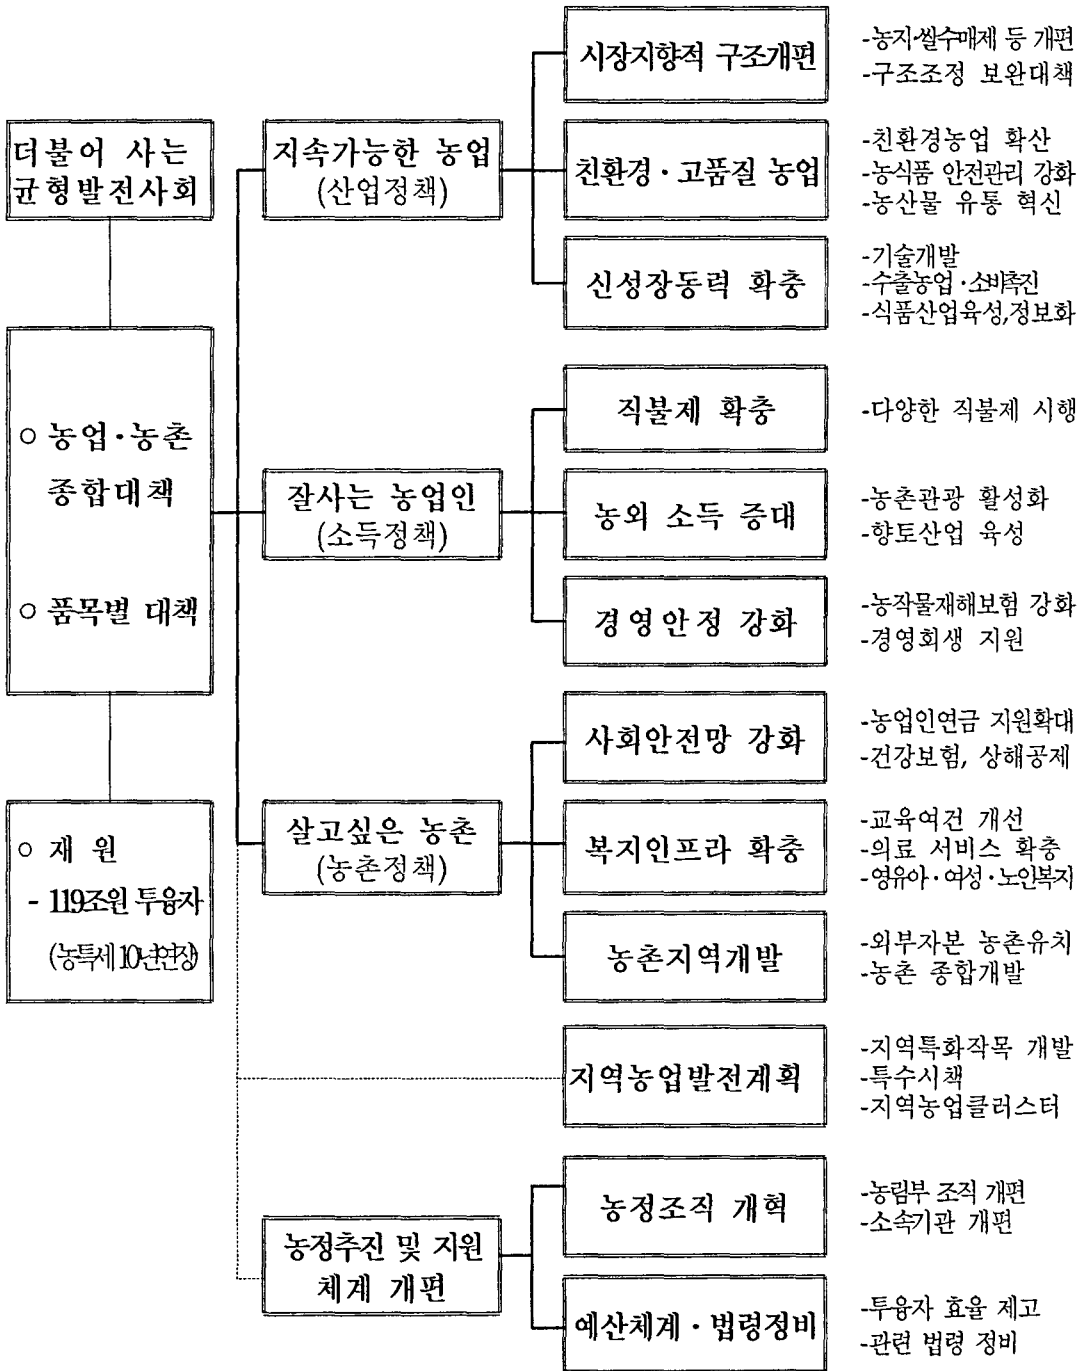 더불어 사는
균형발전사회
○ 농업·농촌
종합대책
○ 품목별 대책
○ 재 원
- 119조원 투융자
(농특세 10년연장)
지속가능한 농업
(산업정책)
시장지향적 구조개편
-농지·쌀수매제 등 개편
-구조조정 보완대책
친환경·고품질 농업
-친환경농업 확산
-농식품 안전관리 강화
-농산물 유통 혁신
신성장동력 확충
-기술개발
-수출농업·소비촉진
-식품산업육성,정보화
잘사는 농업인
(소득정책)
직불제 확충
-다양한 직불제 시행
농외 소득 증대
-농촌관광 활성화
-향토산업 육성
경영안정 강화
-농작물재해보험 강화
-경영회생 지원
살고싶은 농촌
(농촌정책)
사회안전망 강화
-농업인연금 지원확대
-건강보험, 상해공제
복지인프라 확충
-교육여건 개선
-의료 서비스 확충
-영유아·여성·노인복지
농촌지역개발
-외부자본 농촌유치
-농촌 종합개발
지역농업발전계획
-지역특화작목 개발
-특수시책
-지역농업클러스터
농정추진 및 지원
체계 개편
농정조직 개혁
-농림부 조직 개편
-소속기관 개편
예산체계·법령정비
-투융자 효율 제고
-관련 법령 정비